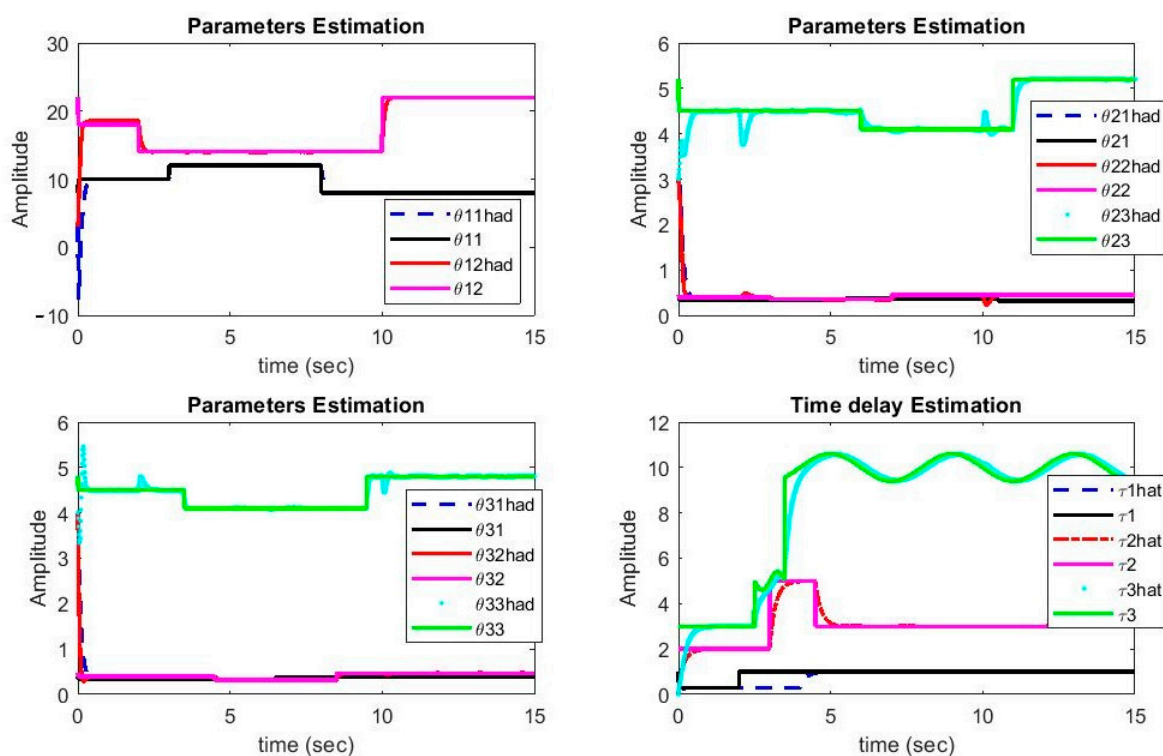 Parameters Estimation
30
20
10
0
−10
Amplitude
0
5
10
15
time (sec)
θ11had
θ11
θ12had
θ12
Parameters Estimation
6
5
4
3
2
1
0
Amplitude
0
5
10
15
time (sec)
θ21had
θ21
θ22had
θ22
θ23had
θ23
Parameters Estimation
6
5
4
3
2
1
0
Amplitude
0
5
10
15
time (sec)
θ31had
θ31
θ32had
θ32
θ33had
θ33
Time delay Estimation
12
10
8
6
4
2
0
Amplitude
0
5
10
15
time (sec)
τ1hat
τ1
τ2hat
τ2
τ3hat
τ3